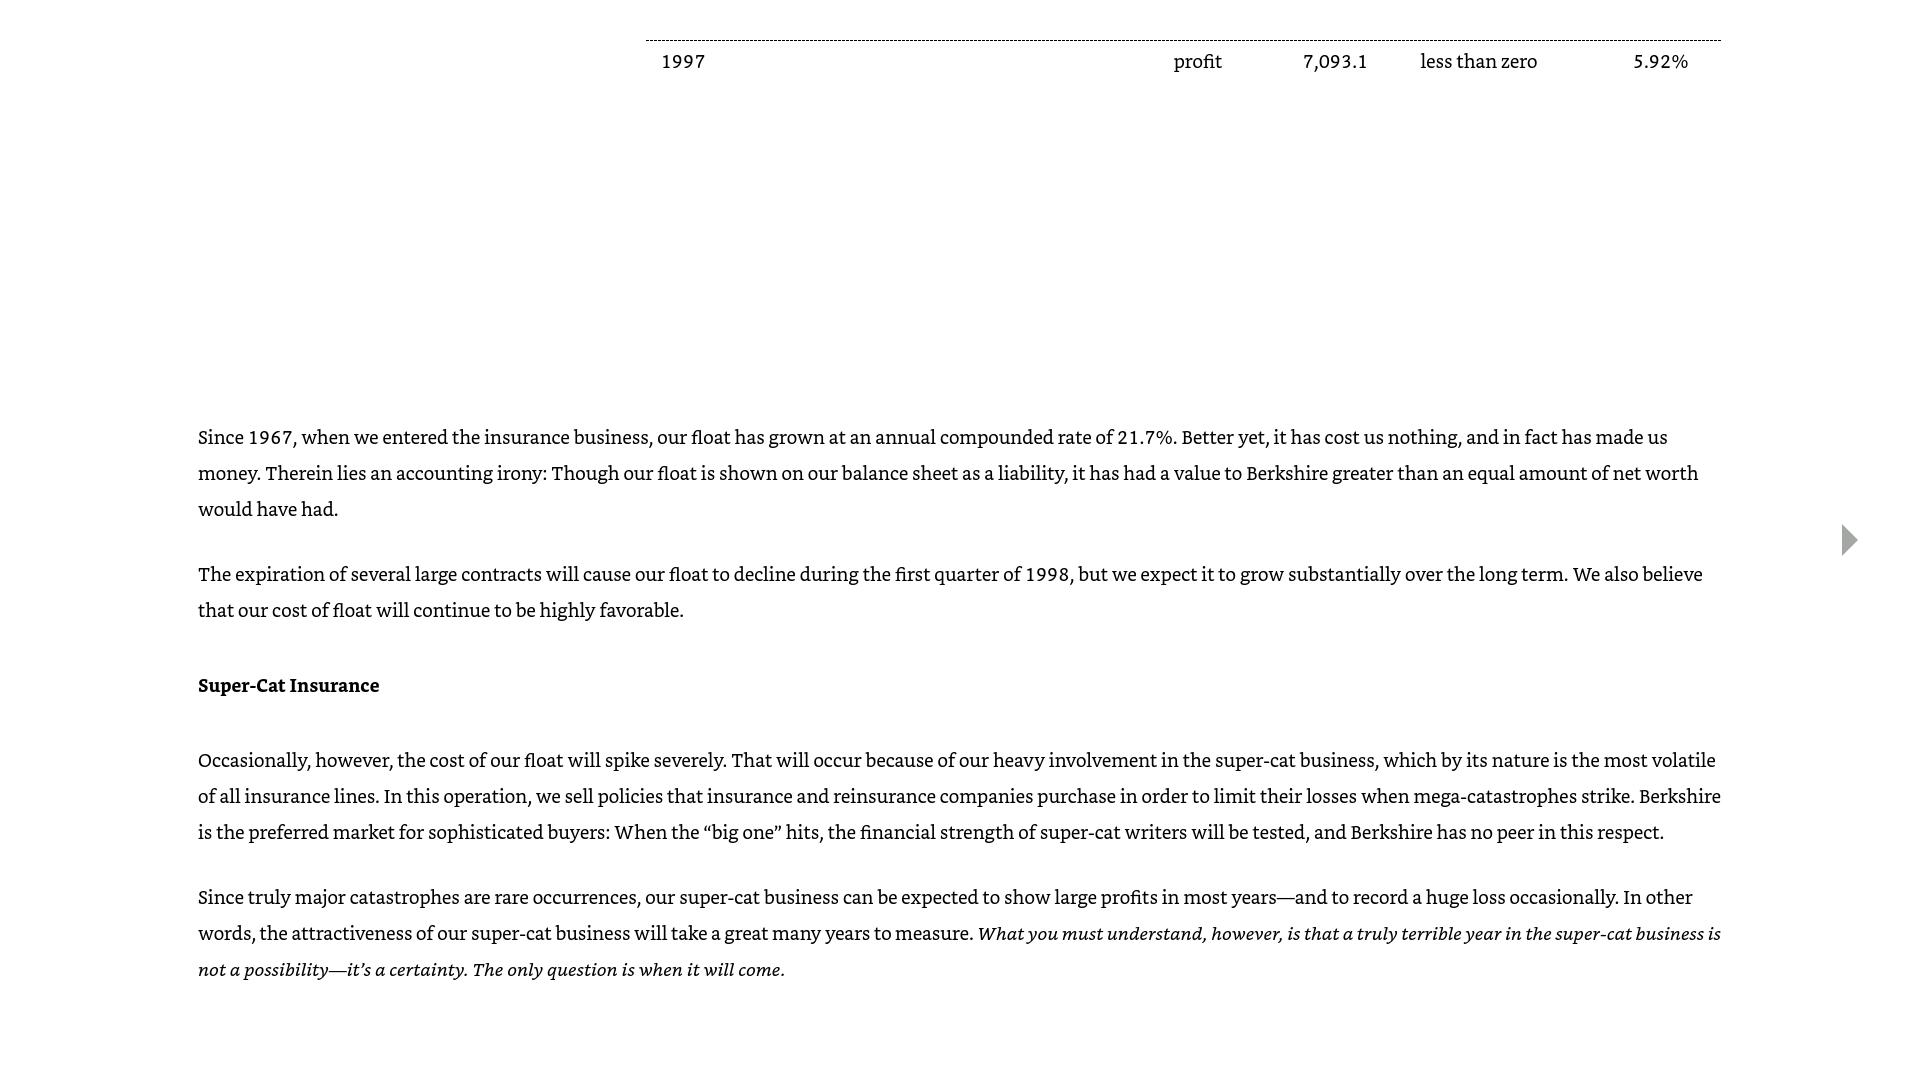 1997 profit 7,093.1 less than zero 5.92%
Since 1967, when we entered the insurance business, our float has grown at an annual compounded rate of 21.7%. Better yet, it has cost us nothing, and in fact has made us
money. Therein lies an accounting irony: Though our float is shown on our balance sheet as a liability, it has had a value to Berkshire greater than an equal amount of net worth
would have had.
The expiration of several large contracts will cause our float to decline during the first quarter of 1998, but we expect it to grow substantially over the long term. We also believe
that our cost of float will continue to be highly favorable.
Super-Cat Insurance
Occasionally, however, the cost of our float will spike severely. That will occur because of our heavy involvement in the super-cat business, which by its nature is the most volatile
of all insurance lines. In this operation, we sell policies that insurance and reinsurance companies purchase in order to limit their losses when mega-catastrophes strike. Berkshire
is the preferred market for sophisticated buyers: When the “big one” hits, the financial strength of super-cat writers will be tested, and Berkshire has no peer in this respect.
Since truly major catastrophes are rare occurrences, our super-cat business can be expected to show large profits in most years—and to record a huge loss occasionally. In other
words, the attractiveness of our super-cat business will take a great many years to measure. What you must understand, however, is that a truly terrible year in the super-cat business is
not a possibility—it’s a certainty. The only question is when it will come.